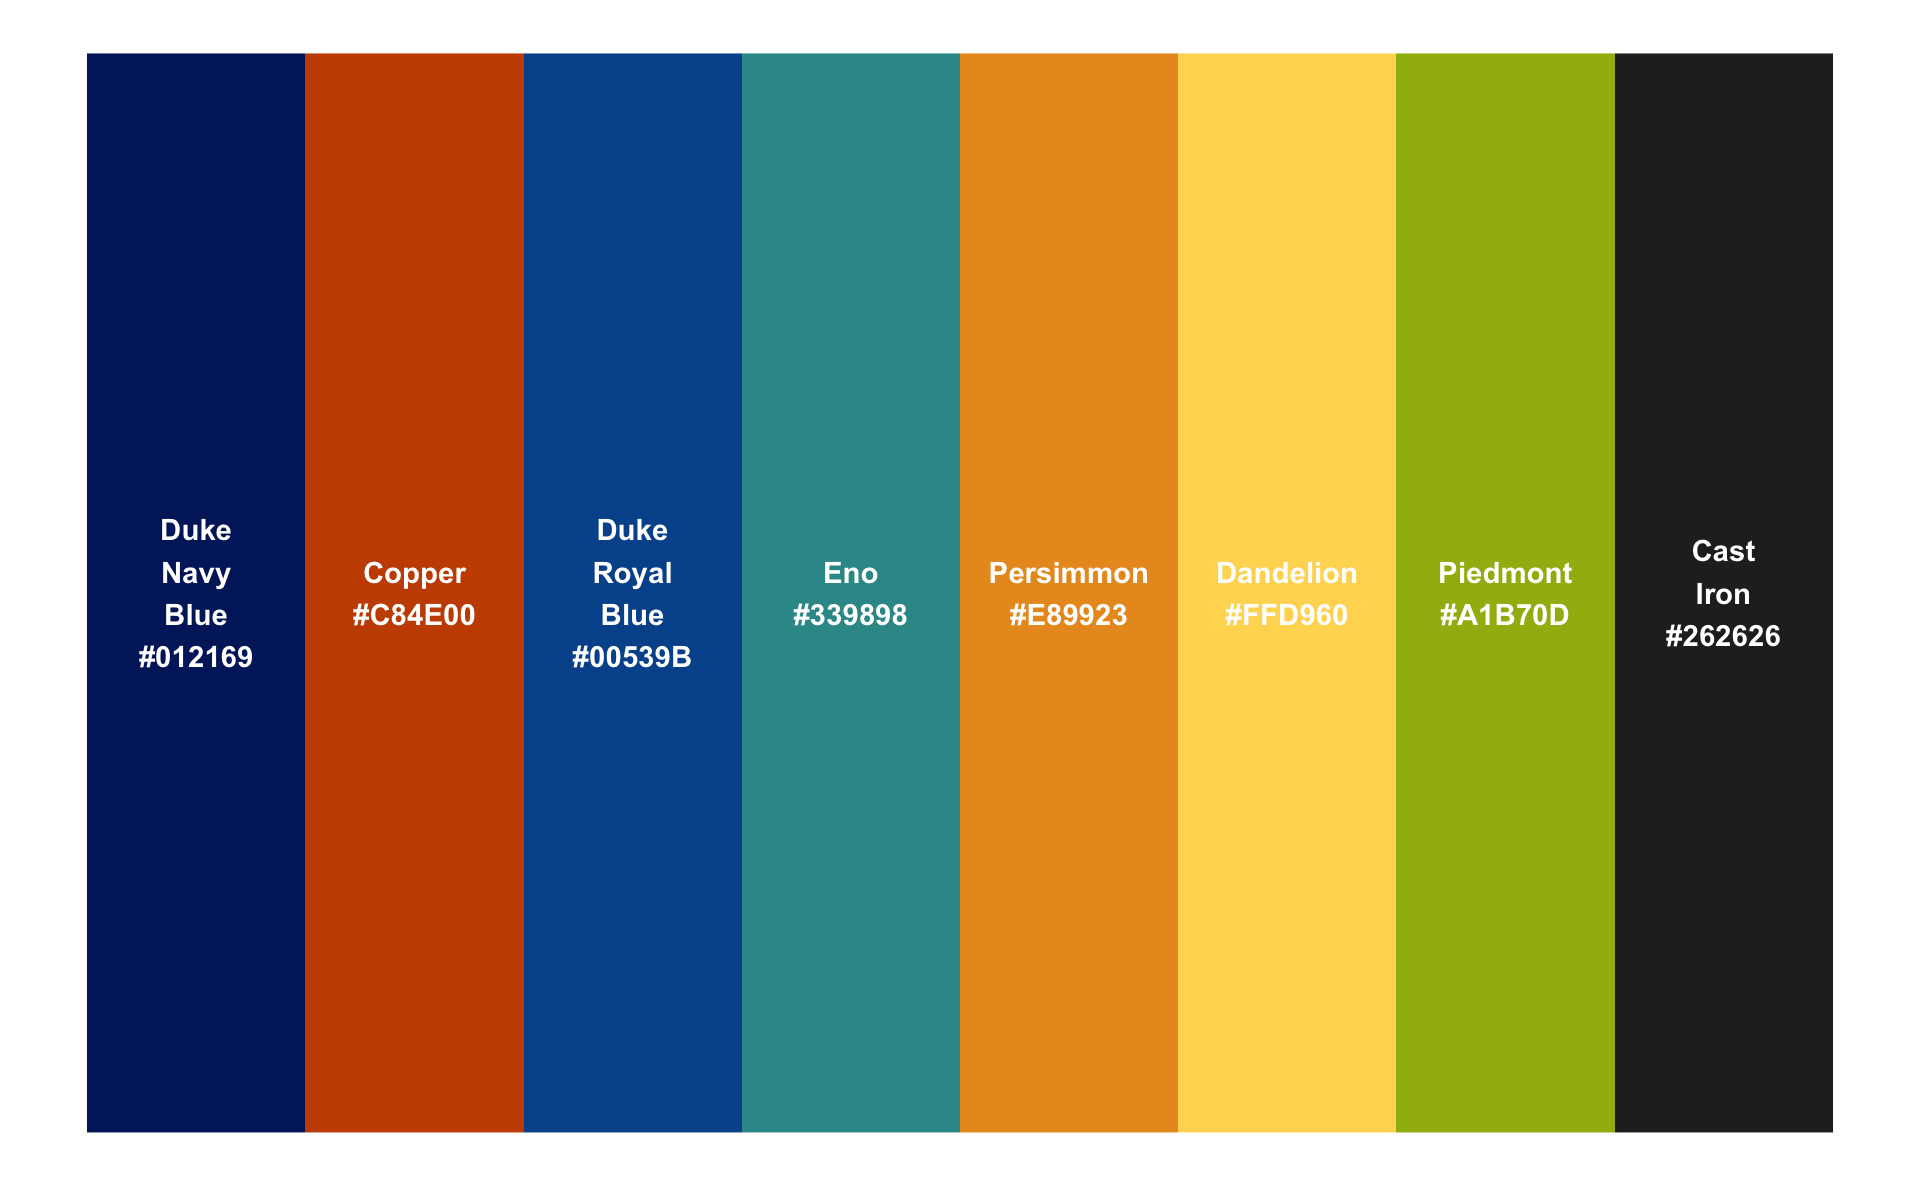 Duke
Navy
Blue
#012169
Copper
#C84E00
Duke
Royal
Blue
#00539B
Eno
#339898
Persimmon
#E89923
Dandelion
#FFD960
Piedmont
#A1B70D
Cast
Iron
#262626